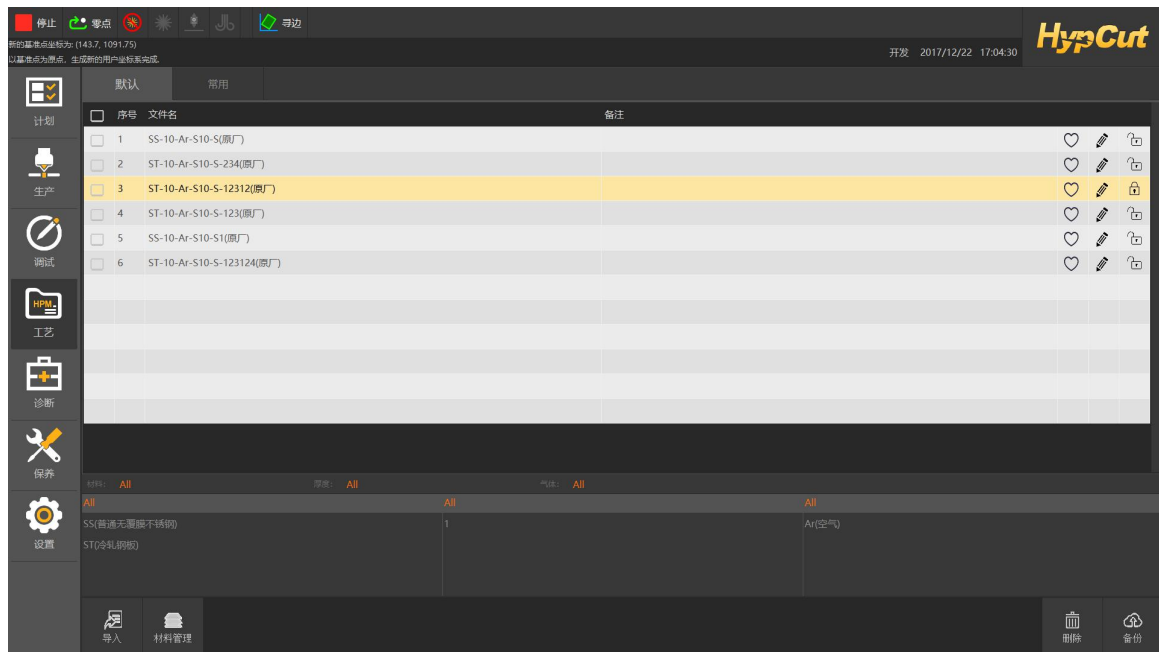 停止 零点 寻边
新的基准点坐标为: (143.7, 1091.75)
以基准点为原点，生成新的用户坐标系完成.
开发 2017/12/22 17:04:30
HypCut
计划
生产
调试
HPM
工艺
诊断
保养
设置
默认 常用
序号 文件名 备注
1 SS-10-Ar-S10-S(原厂)
2 ST-10-Ar-S10-S-234(原厂)
3 ST-10-Ar-S10-S-12312(原厂)
4 ST-10-Ar-S10-S-123(原厂)
5 SS-10-Ar-S10-S1(原厂)
6 ST-10-Ar-S10-S-123124(原厂)
材料: All 厚度: All 气体: All
All All All
SS(普通无覆膜不锈钢) 1 Ar(空气)
ST(冷轧钢板)
导入 材料管理 删除 备份